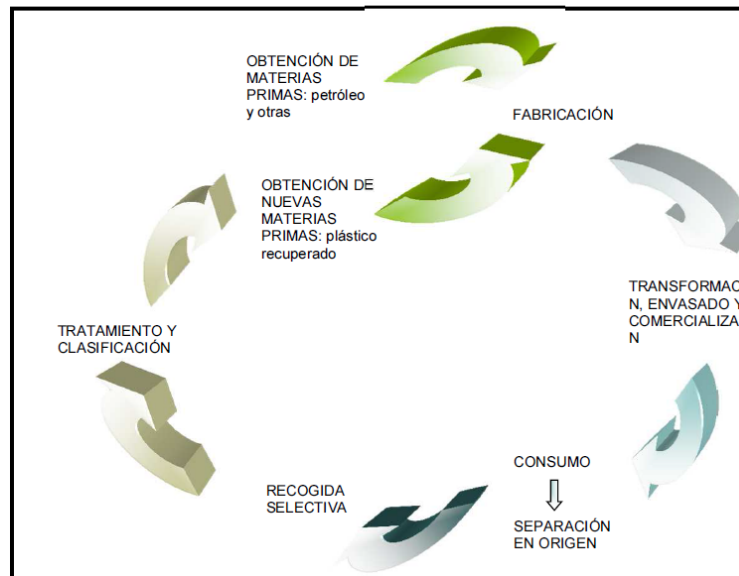 OBTENCIÓN DE
MATERIAS
PRIMAS: petróleo
y otras
FABRICACIÓN
OBTENCIÓN DE
NUEVAS
MATERIAS
PRIMAS: plástico
recuperado
TRANSFORMAC
N, ENVASADO Y
COMERCIALIZA
N
TRATAMIENTO Y
CLASIFICACIÓN
CONSUMO
RECOGIDA
SELECTIVA
SEPARACIÓN
EN ORIGEN